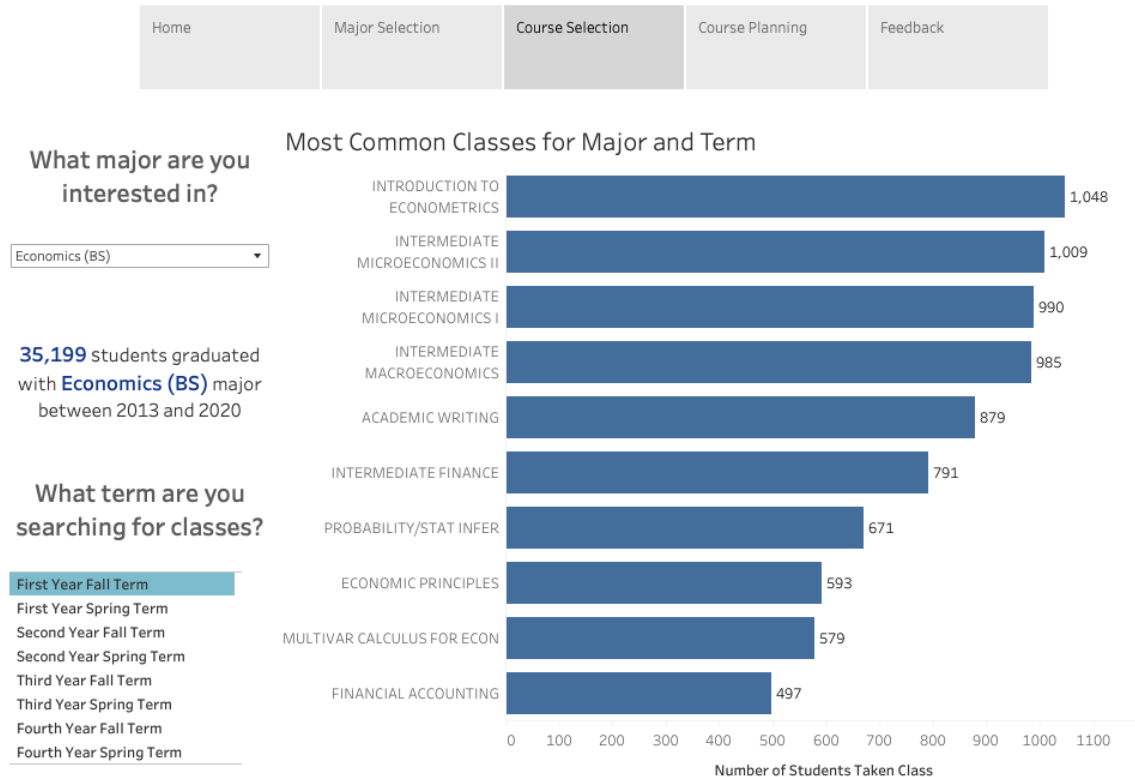 Home
Major Selection
Course Selection
Course Planning
Feedback
What major are you
interested in?
Economics (BS)
35,199 students graduated
with Economics (BS) major
between 2013 and 2020
What term are you
searching for classes?
First Year Fall Term
First Year Spring Term
Second Year Fall Term
Second Year Spring Term
Third Year Fall Term
Third Year Spring Term
Fourth Year Fall Term
Fourth Year Spring Term
Most Common Classes for Major and Term
INTRODUCTION TO
ECONOMETRICS
1,048
INTERMEDIATE
MICROECONOMICS II
1,009
INTERMEDIATE
MICROECONOMICS I
990
INTERMEDIATE
MACROECONOMICS
985
ACADEMIC WRITING
879
INTERMEDIATE FINANCE
791
PROBABILITY/STAT INFER
671
ECONOMIC PRINCIPLES
593
MULTIVAR CALCULUS FOR ECON
579
FINANCIAL ACCOUNTING
497
0 100 200 300 400 500 600 700 800 900 1000 1100
Number of Students Taken Class